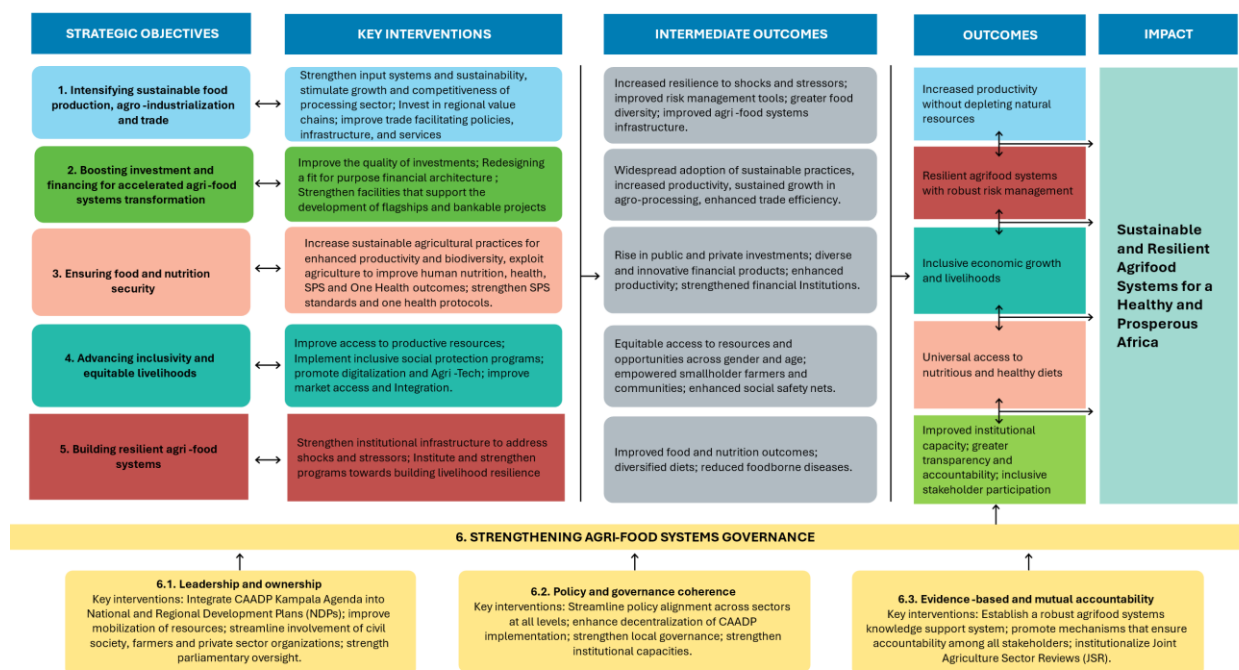 STRATEGIC OBJECTIVES
KEY INTERVENTIONS
INTERMEDIATE OUTCOMES
OUTCOMES
IMPACT
1. Intensifying sustainable food
production, agro -industrialization
and trade
Strengthen input systems and sustainability,
stimulate growth and competitiveness of
processing sector; Invest in regional value
chains; improve trade facilitating policies,
infrastructure, and services
Increased resilience to shocks and stressors;
improved risk management tools; greater food
diversity; improved agri -food systems
infrastructure.
Increased productivity
without depleting natural
resources
2. Boosting investment and
financing for accelerated agri-food
systems transformation
Improve the quality of investments; Redesigning
a fit for purpose financial architecture ;
Strengthen facilities that support the
development of flagships and bankable projects
Widespread adoption of sustainable practices,
increased productivity, sustained growth in
agro-processing, enhanced trade efficiency.
Resilient agrifood systems
with robust risk management
3. Ensuring food and nutrition
security
Increase sustainable agricultural practices for
enhanced productivity and biodiversity, exploit
agriculture to improve human nutrition, health,
SPS and One Health outcomes; strengthen SPS
standards and one health protocols.
Rise in public and private investments; diverse
and innovative financial products; enhanced
productivity; strengthened financial Institutions.
Inclusive economic growth
and livelihoods
4. Advancing inclusivity and
equitable livelihoods
Improve access to productive resources;
Implement inclusive social protection programs;
promote digitalization and Agri -Tech; improve
market access and Integration.
Equitable access to resources and
opportunities across gender and age;
empowered smallholder farmers and
communities; enhanced social safety nets.
Universal access to
nutritious and healthy diets
5. Building resilient agri -food
systems
Strengthen institutional infrastructure to address
shocks and stressors; Institute and strengthen
programs towards building livelihood resilience
Improved food and nutrition outcomes;
diversified diets; reduced foodborne diseases.
Improved institutional
capacity; greater
transparency and
accountability; inclusive
stakeholder participation
Sustainable
and Resilient
Agrifood
Systems for a
Healthy and
Prosperous
Africa
6. STRENGTHENING AGRI-FOOD SYSTEMS GOVERNANCE
6.1. Leadership and ownership
Key interventions: Integrate CAADP Kampala Agenda into
National and Regional Development Plans (NDPs); improve
mobilization of resources; streamline involvement of civil
society, farmers and private sector organizations; strength
parliamentary oversight.
6.2. Policy and governance coherence
Key interventions: Streamline policy alignment across sectors
at all levels; enhance decentralization of CAADP
implementation; strengthen local governance; strengthen
institutional capacities.
6.3. Evidence-based and mutual accountability
Key interventions: Establish a robust agrifood systems
knowledge support system; promote mechanisms that ensure
accountability among all stakeholders; institutionalize Joint
Agriculture Sector Reviews (JSR).